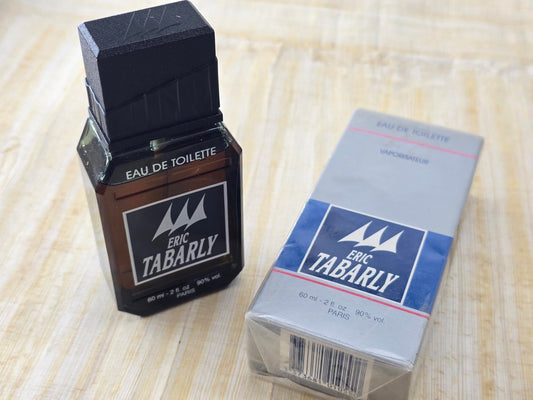 EAU DE TOILETTE
ERIC
TABARLY
60 ml - 2 fl. oz 90% vol.
PARIS
EAU DE TOILETTE
VAPORISATEUR
ERIC
TABARLY
60 ml - 2 fl. oz 90% vol.
PARIS